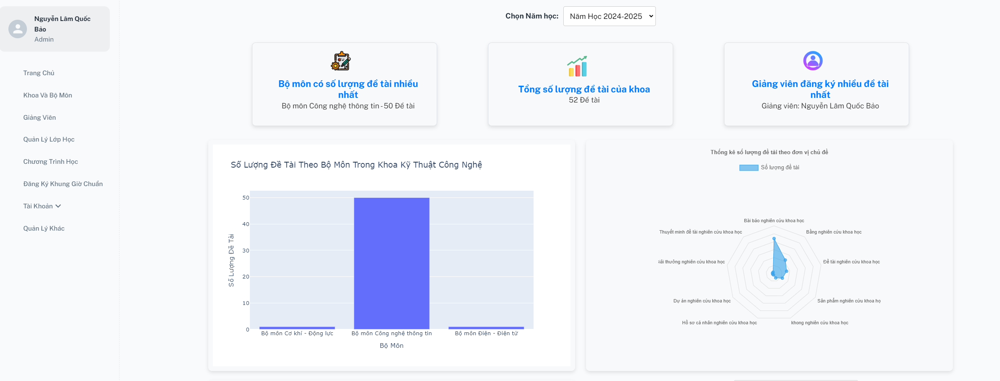 Nguyễn Lâm Quốc
Bảo
Admin
Trang Chủ
Khoa Và Bộ Môn
Giảng Viên
Quản Lý Lớp Học
Chương Trình Học
Đăng Ký Khung Giờ Chuẩn
Tài Khoản
Quản Lý Khác
Chọn Năm học: Năm Học 2024-2025
Bộ môn có số lượng đề tài nhiều
nhất
Bộ môn Công nghệ thông tin - 50 Đề tài
Tổng số lượng đề tài của khoa
52 Đề tài
Giảng viên đăng ký nhiều đề tài
nhất
Giảng viên: Nguyễn Lâm Quốc Bảo
Số Lượng Đề Tài Theo Bộ Môn Trong Khoa Kỹ Thuật Công Nghệ
Số Lượng Đề Tài
50
40
30
20
10
0
Bộ môn Cơ khí - Động lực
Bộ môn Công nghệ thông tin
Bộ môn Điện - Điện tử
Bộ Môn
Thống kê số lượng đề tài theo đơn vị chủ đề
Số lượng đề tài
Bài báo nghiên cứu khoa học
Thuyết minh đề tài nghiên cứu khoa học
Bằng nghiên cứu khoa học
iải thưởng nghiên cứu khoa học
Đề tài nghiên cứu khoa học
Dự án nghiên cứu khoa học
Sản phẩm nghiên cứu khoa họ
Hồ sơ cá nhân nghiên cứu khoa học
khong nghiên cứu khoa học